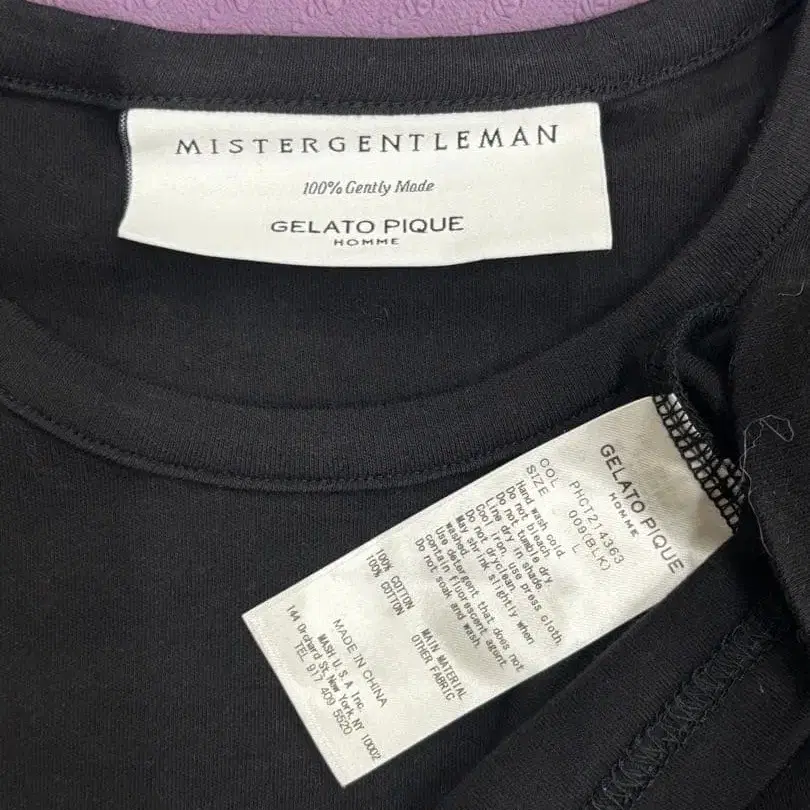 MISTERGENTLEMAN
100% Gently Made
GELATO PIQUE
HOMME
GELATO PIQUE
HOMME
PHCT214363
COL 009(BLK)
SIZE L
Hand wash cold
Do not bleach
Do not tumble dry.
Line dry in shade
Cool iron, use press cloth
Do not dryclean.
May shrink slightly when
washed.
Use detergent that does not
contain fluorescent agent.
Do not soak and wash.
100% COTTON MAIN MATERIAL
100% COTTON OTHER FABRIC
MADE IN CHINA
MASH U.S.A Inc.
144 Orchard St, New York NY 10002
TEL 917 409 5520